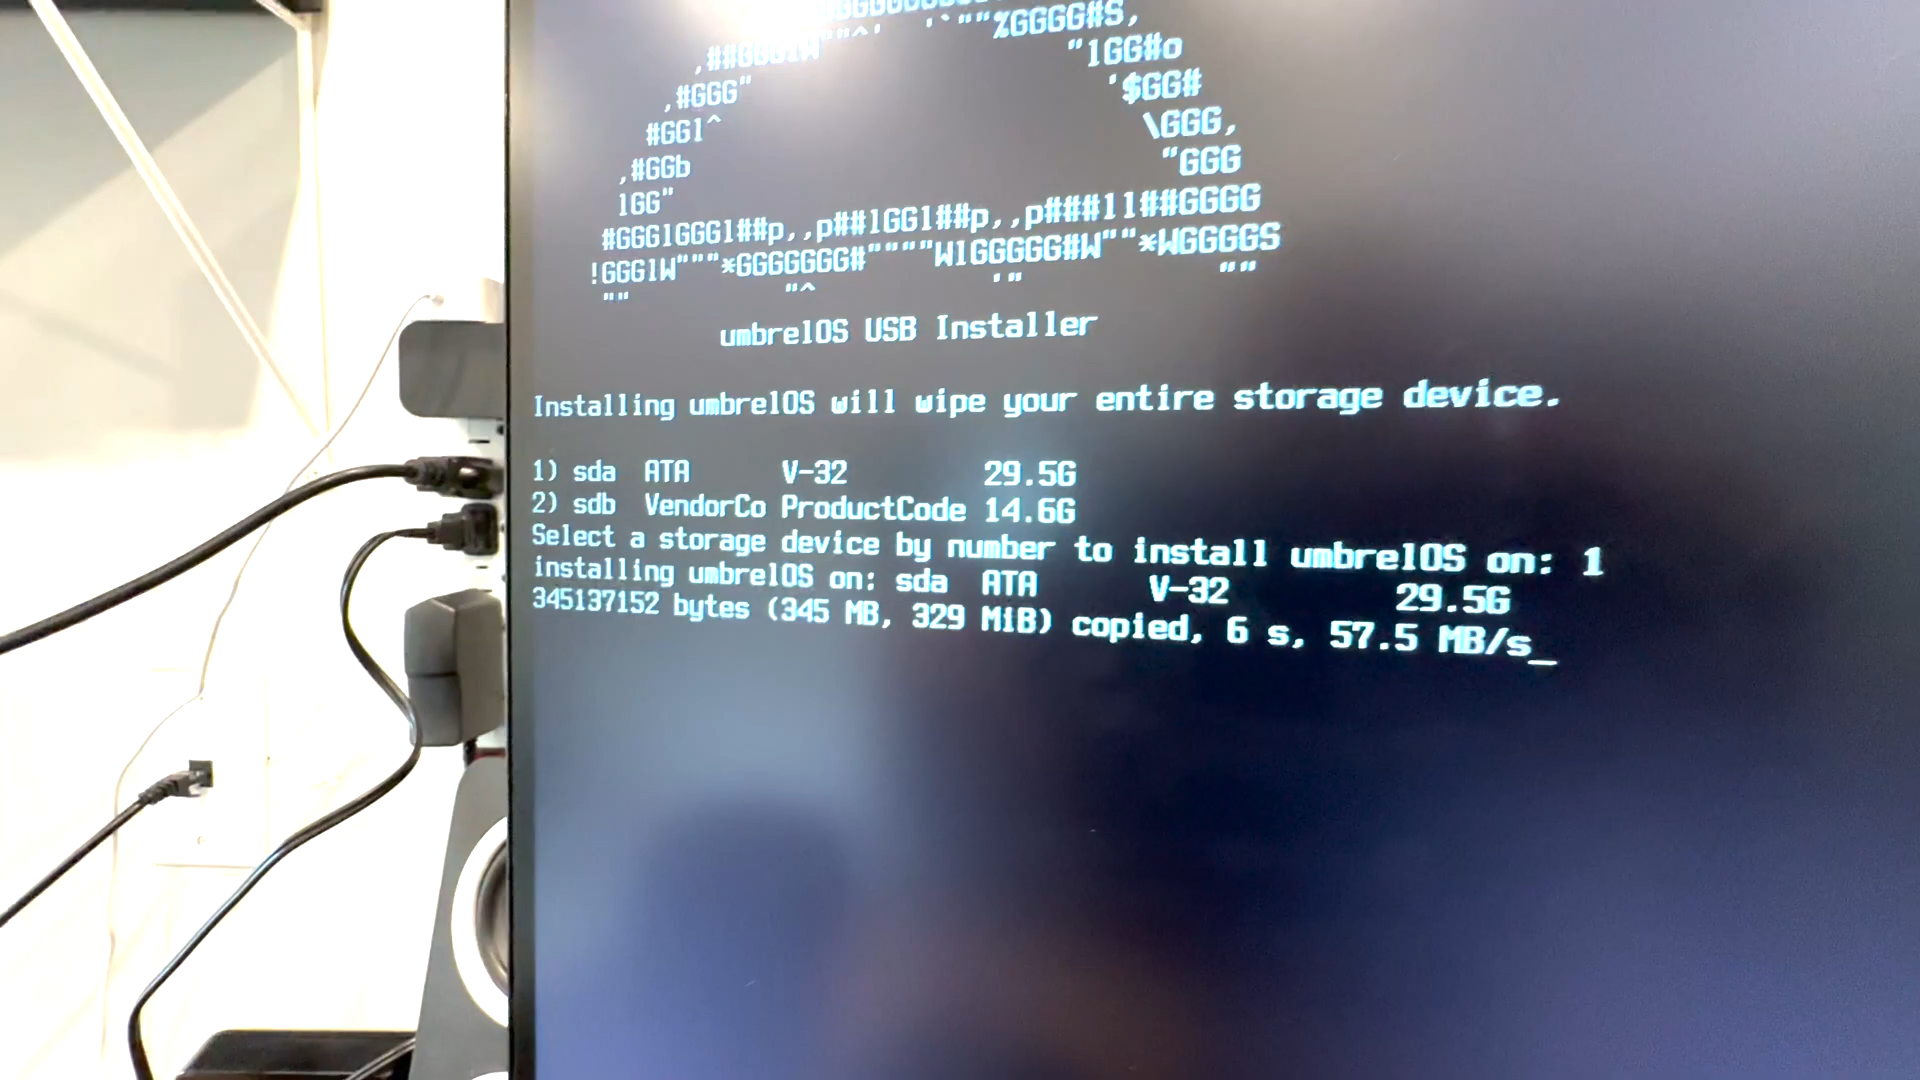 umbrelOS USB Installer
Installing umbrelOS will wipe your entire storage device.
1) sda ATA V-32 29.5G
2) sdb VendorCo ProductCode 14.6G
Select a storage device by number to install umbrelOS on: 1
installing umbrelOS on: sda ATA V-32 29.5G
345137152 bytes (345 MB, 329 MiB) copied, 6 s, 57.5 MB/s_